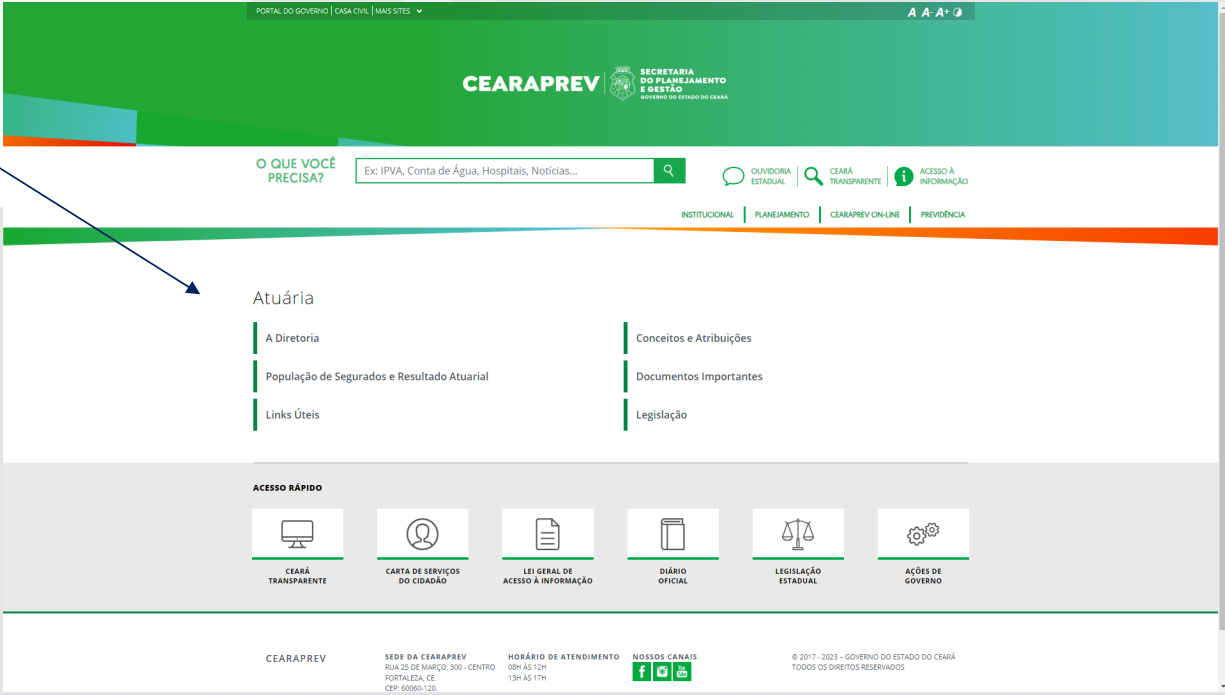 PORTAL DO GOVERNO | CASA CIVIL | MAIS SITES
A A- A+
CEARAPREV
SECRETARIA
DO PLANEJAMENTO
E GESTÃO
GOVERNO DO ESTADO DO CEARÁ
O QUE VOCÊ
PRECISA?
Ex: IPVA, Conta de Água, Hospitais, Notícias...
OUVIDORIA
ESTADUAL
CEARÁ
TRANSPARENTE
ACESSO À
INFORMAÇÃO
INSTITUCIONAL PLANEJAMENTO CEARAPREV ON-LINE PREVIDÊNCIA
Atuária
A Diretoria
Conceitos e Atribuições
População de Segurados e Resultado Atuarial
Documentos Importantes
Links Úteis
Legislação
ACESSO RÁPIDO
CEARÁ
TRANSPARENTE
CARTA DE SERVIÇOS
DO CIDADÃO
LEI GERAL DE
ACESSO À INFORMAÇÃO
DIÁRIO
OFICIAL
LEGISLAÇÃO
ESTADUAL
AÇÕES DE
GOVERNO
CEARAPREV
SEDE DA CEARAPREV
RUA 25 DE MARÇO, 300 - CENTRO
FORTALEZA, CE.
CEP: 60060-120.
HORÁRIO DE ATENDIMENTO
08H ÀS 12H
13H ÀS 17H
NOSSOS CANAIS
© 2017 - 2023 – GOVERNO DO ESTADO DO CEARÁ
TODOS OS DIREITOS RESERVADOS